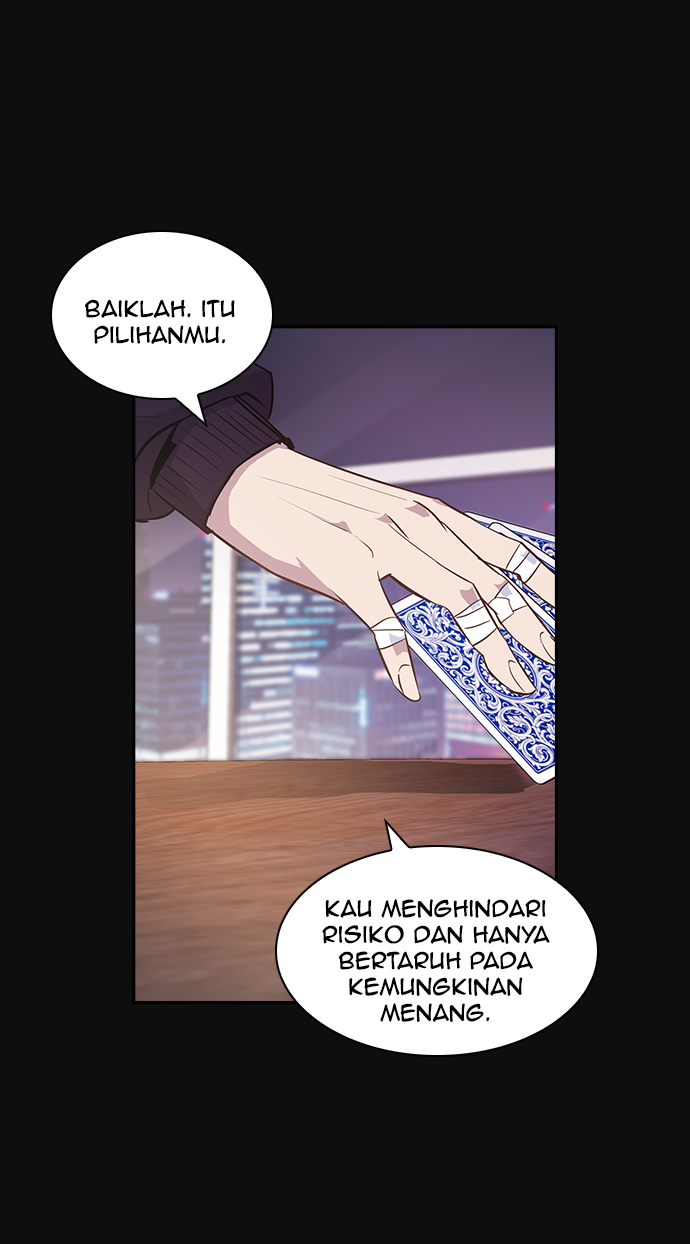 BAIKLAH. ITU
PILIHANMU.
KAU MENGHINDARI
RISIKO DAN HANYA
BERTARUH PADA
KEMUNGKINAN
MENANG.